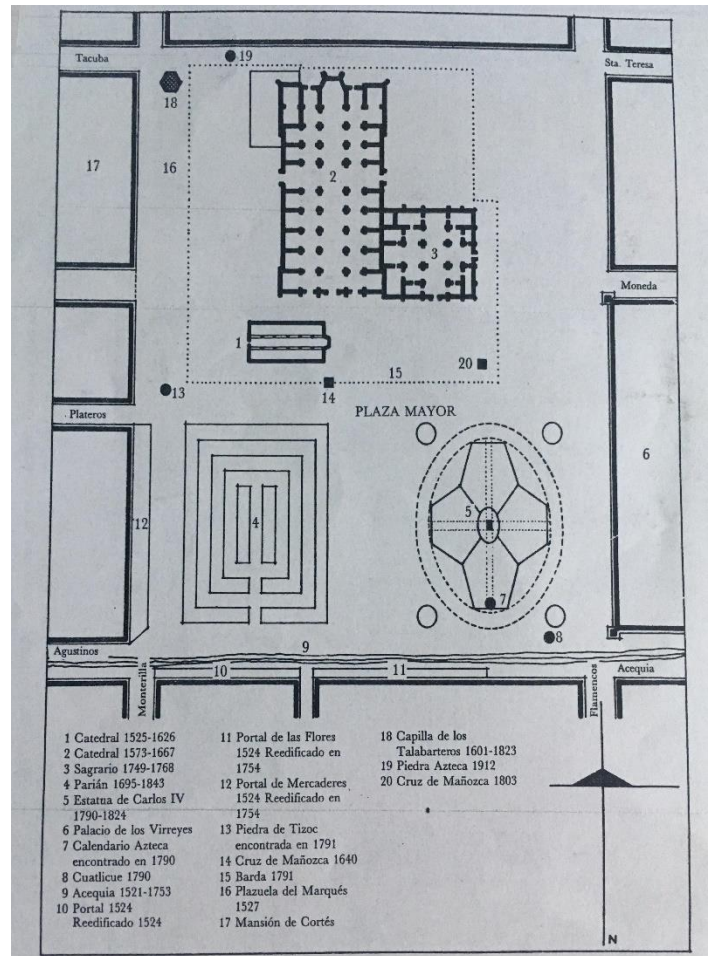 Tacuba
19
Sta. Teresa
18
17
16
2
3
Moneda
1
20
15
13
14
Plateros
PLAZA MAYOR
6
12
4
5
7
8
Agustinos
9
Acequia
10
11
Monterilla
Flamencos
1 Catedral 1525-1626
2 Catedral 1573-1667
3 Sagrario 1749-1768
4 Parián 1695-1843
5 Estatua de Carlos IV
1790-1824
6 Palacio de los Virreyes
7 Calendario Azteca
encontrado en 1790
8 Cuatlicue 1790
9 Acequia 1521-1753
10 Portal 1524
Reedificado 1524
11 Portal de las Flores
1524 Reedificado en
1754
12 Portal de Mercaderes
1524 Reedificado en
1754
13 Piedra de Tizoc
encontrada en 1791
14 Cruz de Mañozca 1640
15 Barda 1791
16 Plazuela del Marqués
1527
17 Mansión de Cortés
18 Capilla de los
Talabarteros 1601-1823
19 Piedra Azteca 1912
20 Cruz de Mañozca 1803
N